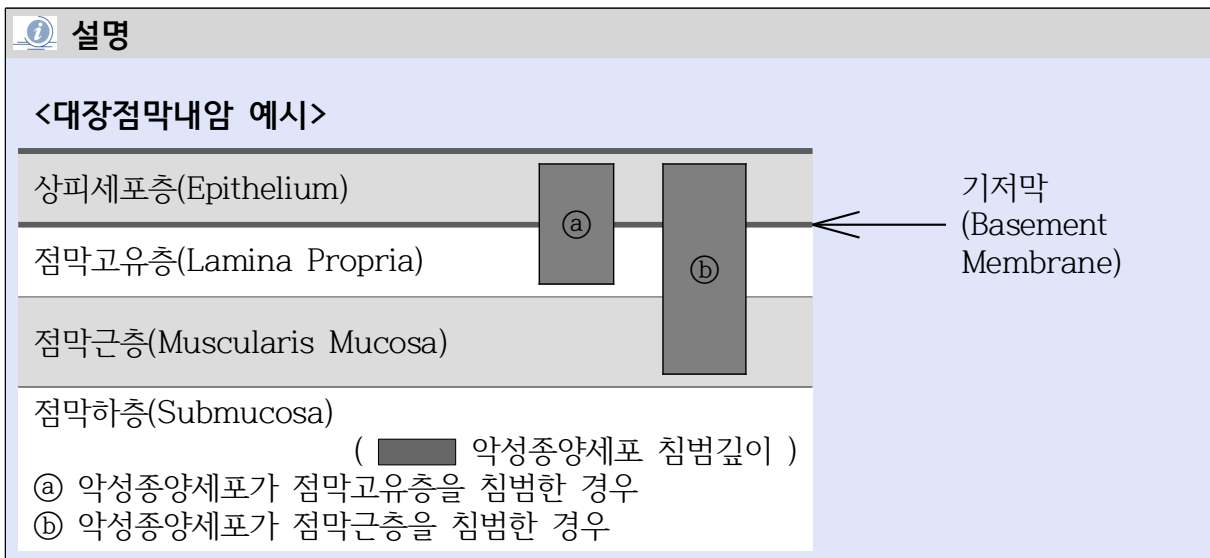 설명
<대장점막내암 예시>
상피세포층(Epithelium)
ⓐ
기저막
(Basement
Membrane)
점막고유층(Lamina Propria)
ⓑ
점막근층(Muscularis Mucosa)
점막하층(Submucosa)
( 악성종양세포 침범깊이 )
ⓐ 악성종양세포가 점막고유층을 침범한 경우
ⓑ 악성종양세포가 점막근층을 침범한 경우